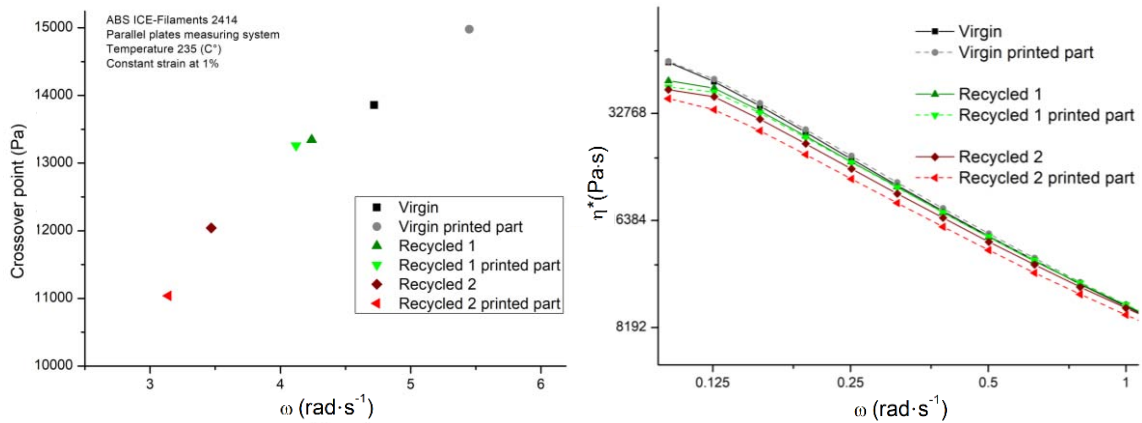 ABS ICE-Filaments 2414
Parallel plates measuring system
Temperature 235 (C°)
Constant strain at 1%
Crossover point (Pa)
15000
14000
13000
12000
11000
10000
Virgin
Virgin printed part
Recycled 1
Recycled 1 printed part
Recycled 2
Recycled 2 printed part
3
4
5
6
ω (rad·s⁻¹)
η*(Pa·s)
32768
6384
8192
Virgin
Virgin printed part
Recycled 1
Recycled 1 printed part
Recycled 2
Recycled 2 printed part
0.125
0.25
0.5
1
ω (rad·s⁻¹)